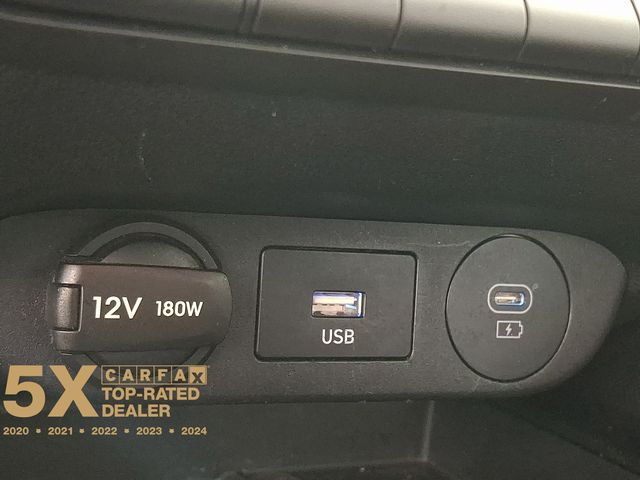 12V 180W
USB
5X
CARFAX
TOP-RATED
DEALER
2020 • 2021 • 2022 • 2023 • 2024